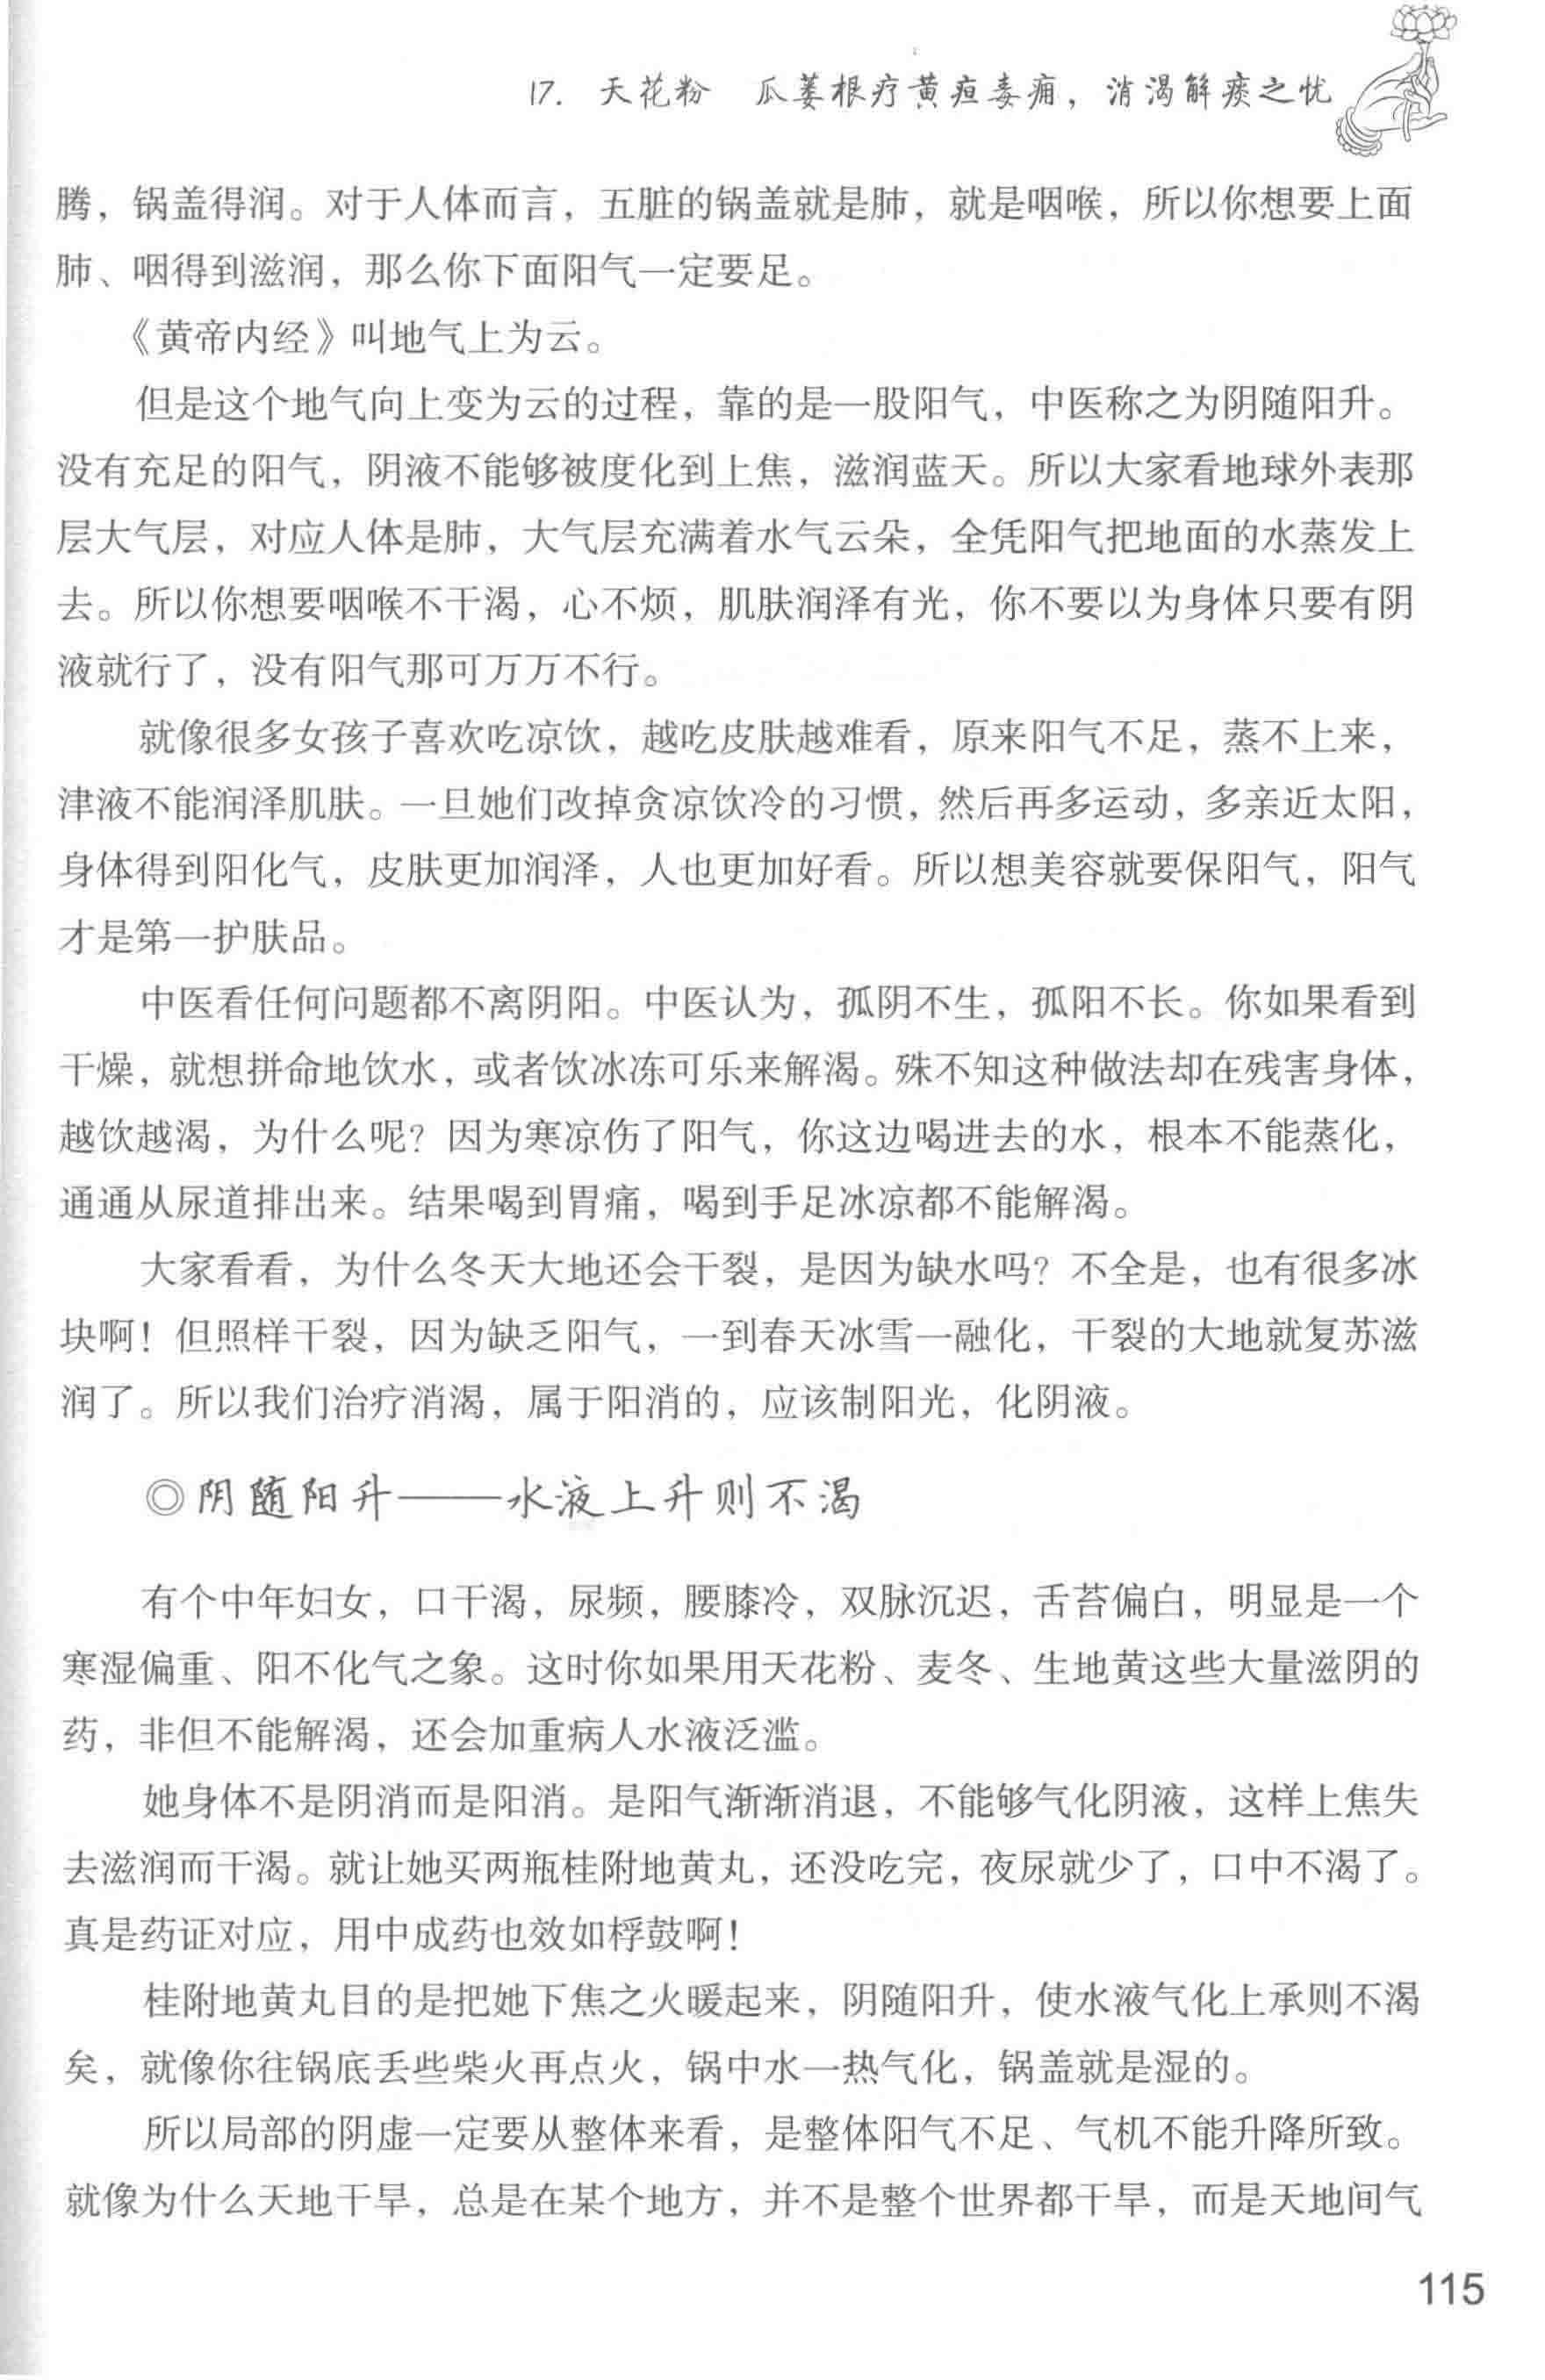 17. 天花粉 瓜蒌根疗黄疸毒痈，消渴解痰之忧
腾，锅盖得润。对于人体而言，五脏的锅盖就是肺，就是咽喉，所以你想要上面
肺、咽得到滋润，那么你下面阳气一定要足。
《黄帝内经》叫地气上为云。
但是这个地气向上变为云的过程，靠的是一股阳气，中医称之为阴随阳升。
没有充足的阳气，阴液不能够被度化到上焦，滋润蓝天。所以大家看地球外表那
层大气层，对应人体是肺，大气层充满着水气云朵，全凭阳气把地面的水蒸发上
去。所以你想要咽喉不干渴，心不烦，肌肤润泽有光，你不要以为身体只要有阴
液就行了，没有阳气那可万万不行。
就像很多女孩子喜欢吃凉饮，越吃皮肤越难看，原来阳气不足，蒸不上来，
津液不能润泽肌肤。一旦她们改掉贪凉饮冷的习惯，然后再多运动，多亲近太阳，
身体得到阳化气，皮肤更加润泽，人也更加好看。所以想美容就要保阳气，阳气
才是第一护肤品。
中医看任何问题都不离阴阳。中医认为，孤阴不生，孤阳不长。你如果看到
干燥，就想拼命地饮水，或者饮冰冻可乐来解渴。殊不知这种做法却在残害身体，
越饮越渴，为什么呢？因为寒凉伤了阳气，你这边喝进去的水，根本不能蒸化，
通通从尿道排出来。结果喝到胃痛，喝到手足冰凉都不能解渴。
大家看看，为什么冬天大地还会干裂，是因为缺水吗？不全是，也有很多冰
块啊！但照样干裂，因为缺乏阳气，一到春天冰雪一融化，干裂的大地就复苏滋
润了。所以我们治疗消渴，属于阳消的，应该制阳光，化阴液。
◎阴随阳升——水液上升则不渴
有个中年妇女，口干渴，尿频，腰膝冷，双脉沉迟，舌苔偏白，明显是一个
寒湿偏重、阳不化气之象。这时你如果用天花粉、麦冬、生地黄这些大量滋阴的
药，非但不能解渴，还会加重病人水液泛滥。
她身体不是阴消而是阳消。是阳气渐渐消退，不能够气化阴液，这样上焦失
去滋润而干渴。就让她买两瓶桂附地黄丸，还没吃完，夜尿就少了，口中不渴了。
真是药证对应，用中成药也效如桴鼓啊！
桂附地黄丸目的是把她下焦之火暖起来，阴随阳升，使水液气化上承则不渴
矣，就像你往锅底丢些柴火再点火，锅中水一热气化，锅盖就是湿的。
所以局部的阴虚一定要从整体来看，是整体阳气不足、气机不能升降所致。
就像为什么天地干旱，总是在某个地方，并不是整个世界都干旱，而是天地间气
115